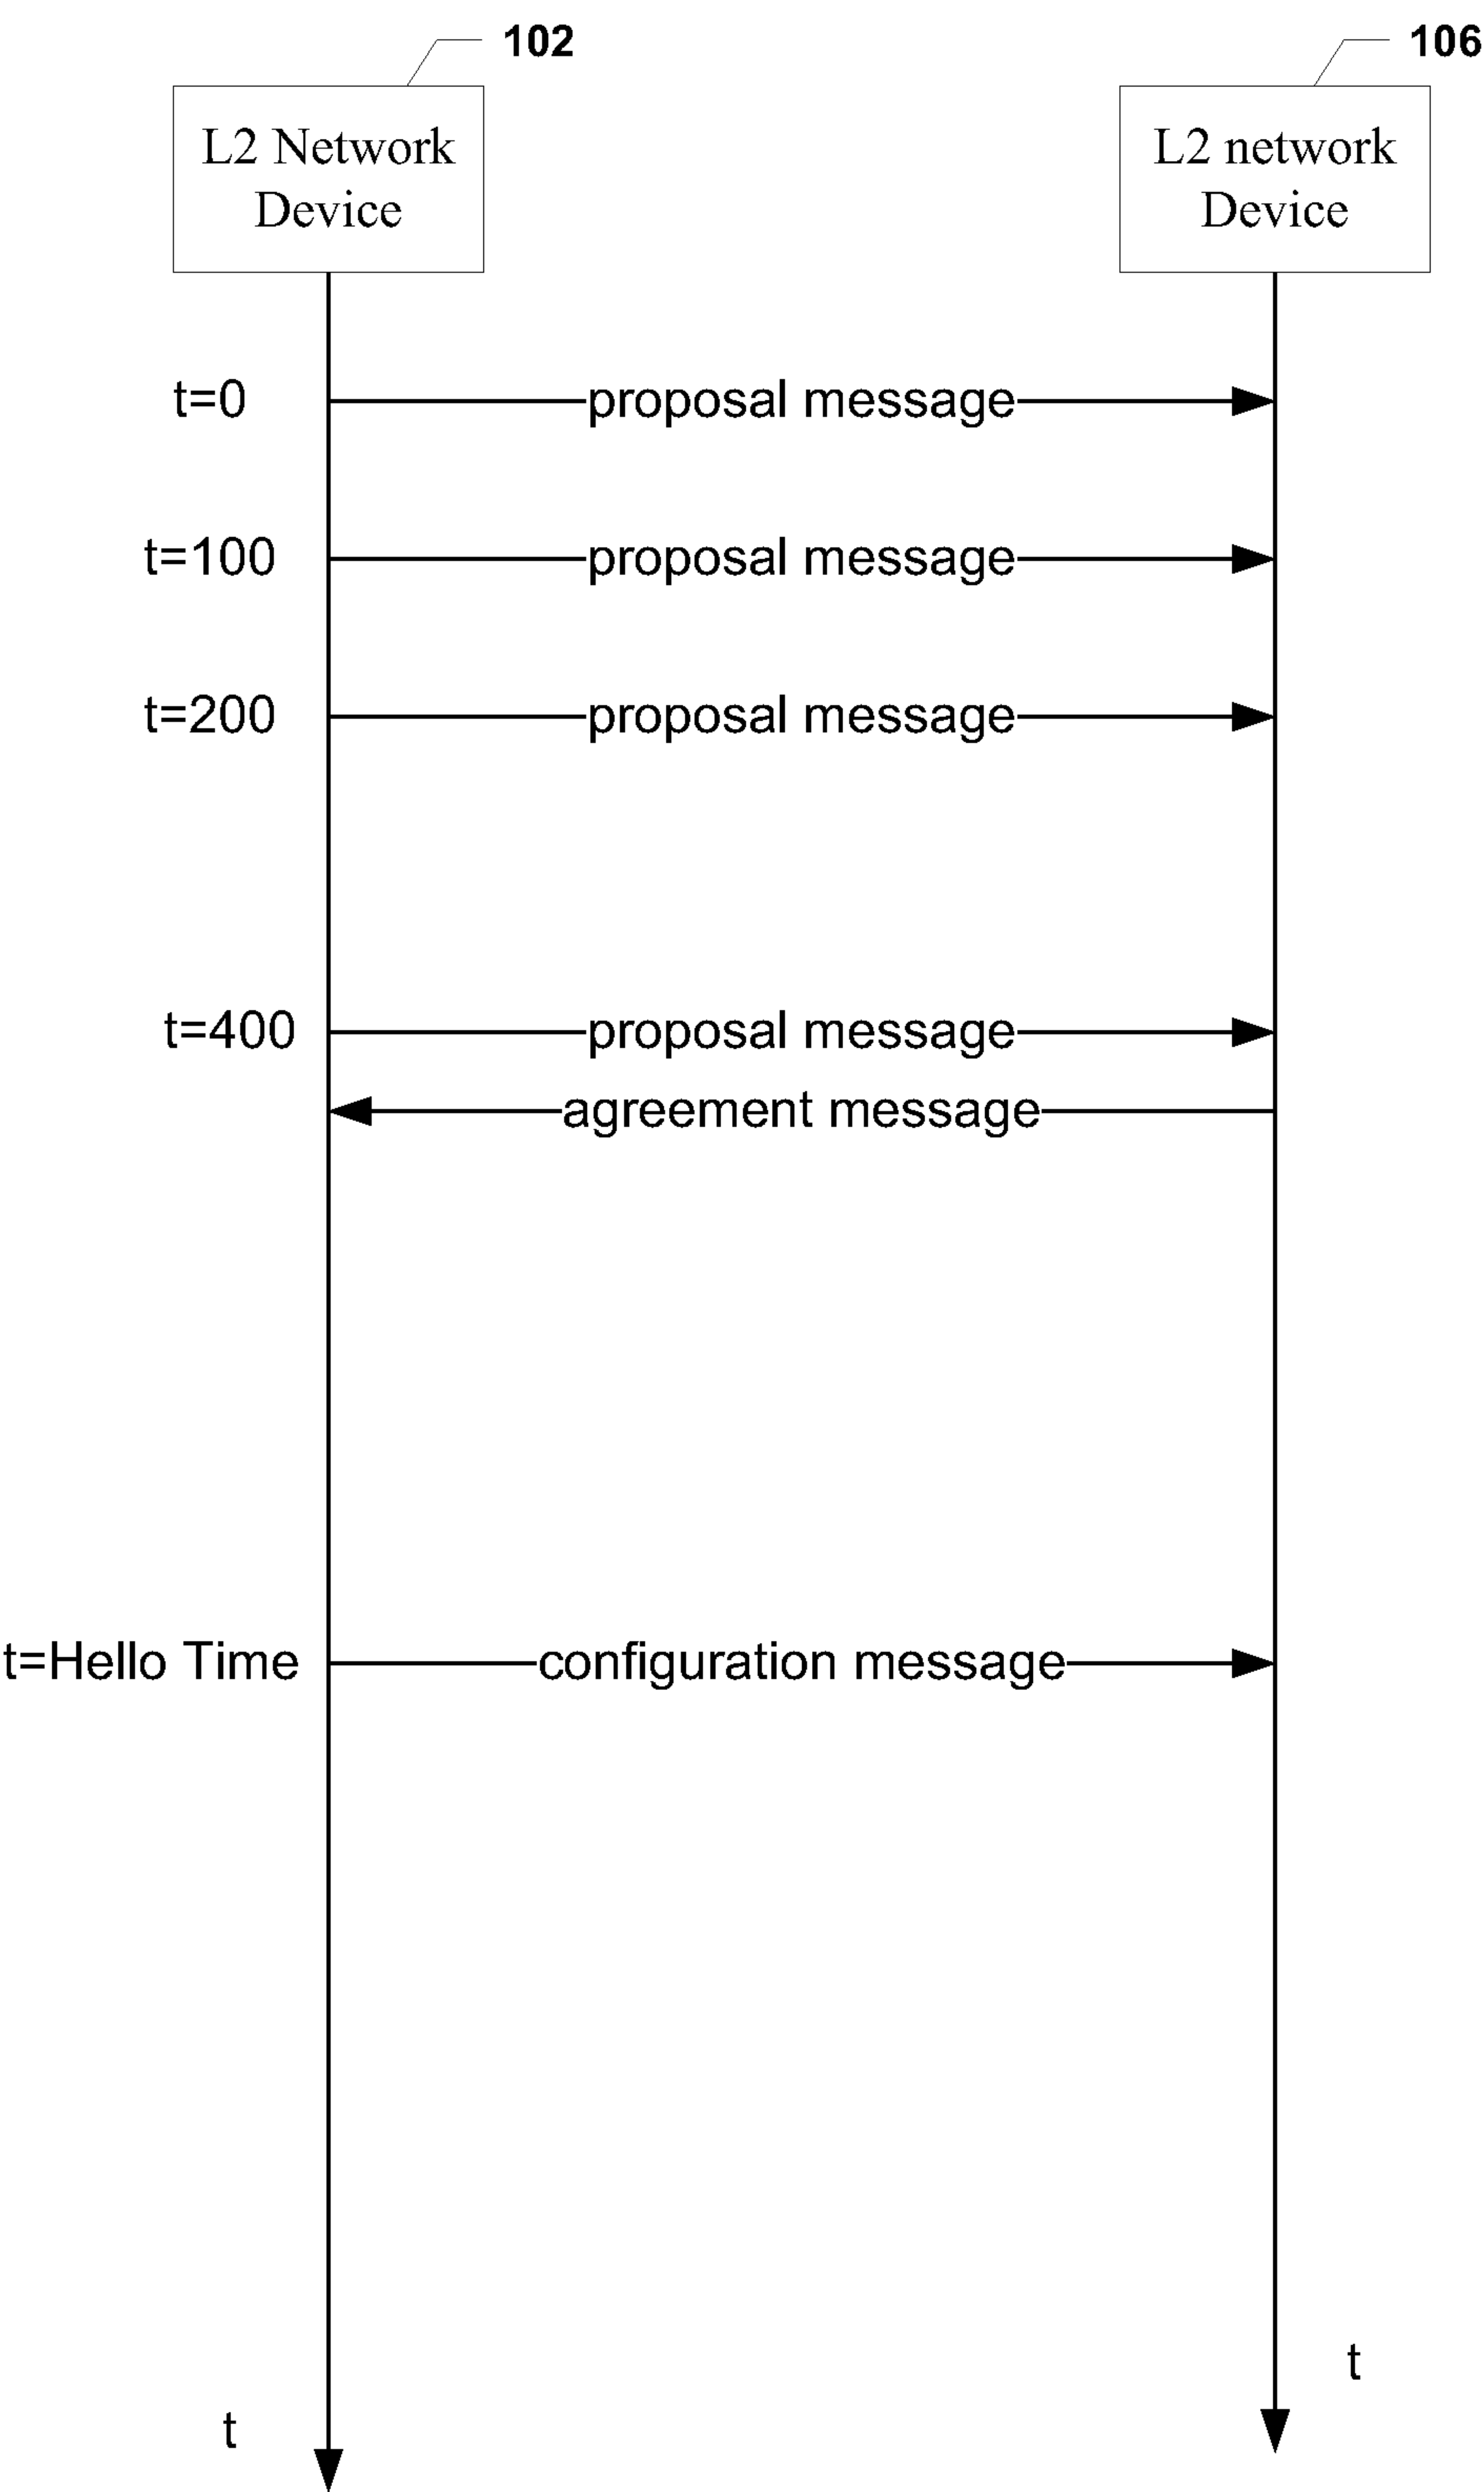 102
106
L2 Network
Device
L2 network
Device
t=0
proposal message
t=100
proposal message
t=200
proposal message
t=400
proposal message
agreement message
t=Hello Time
configuration message
t
t